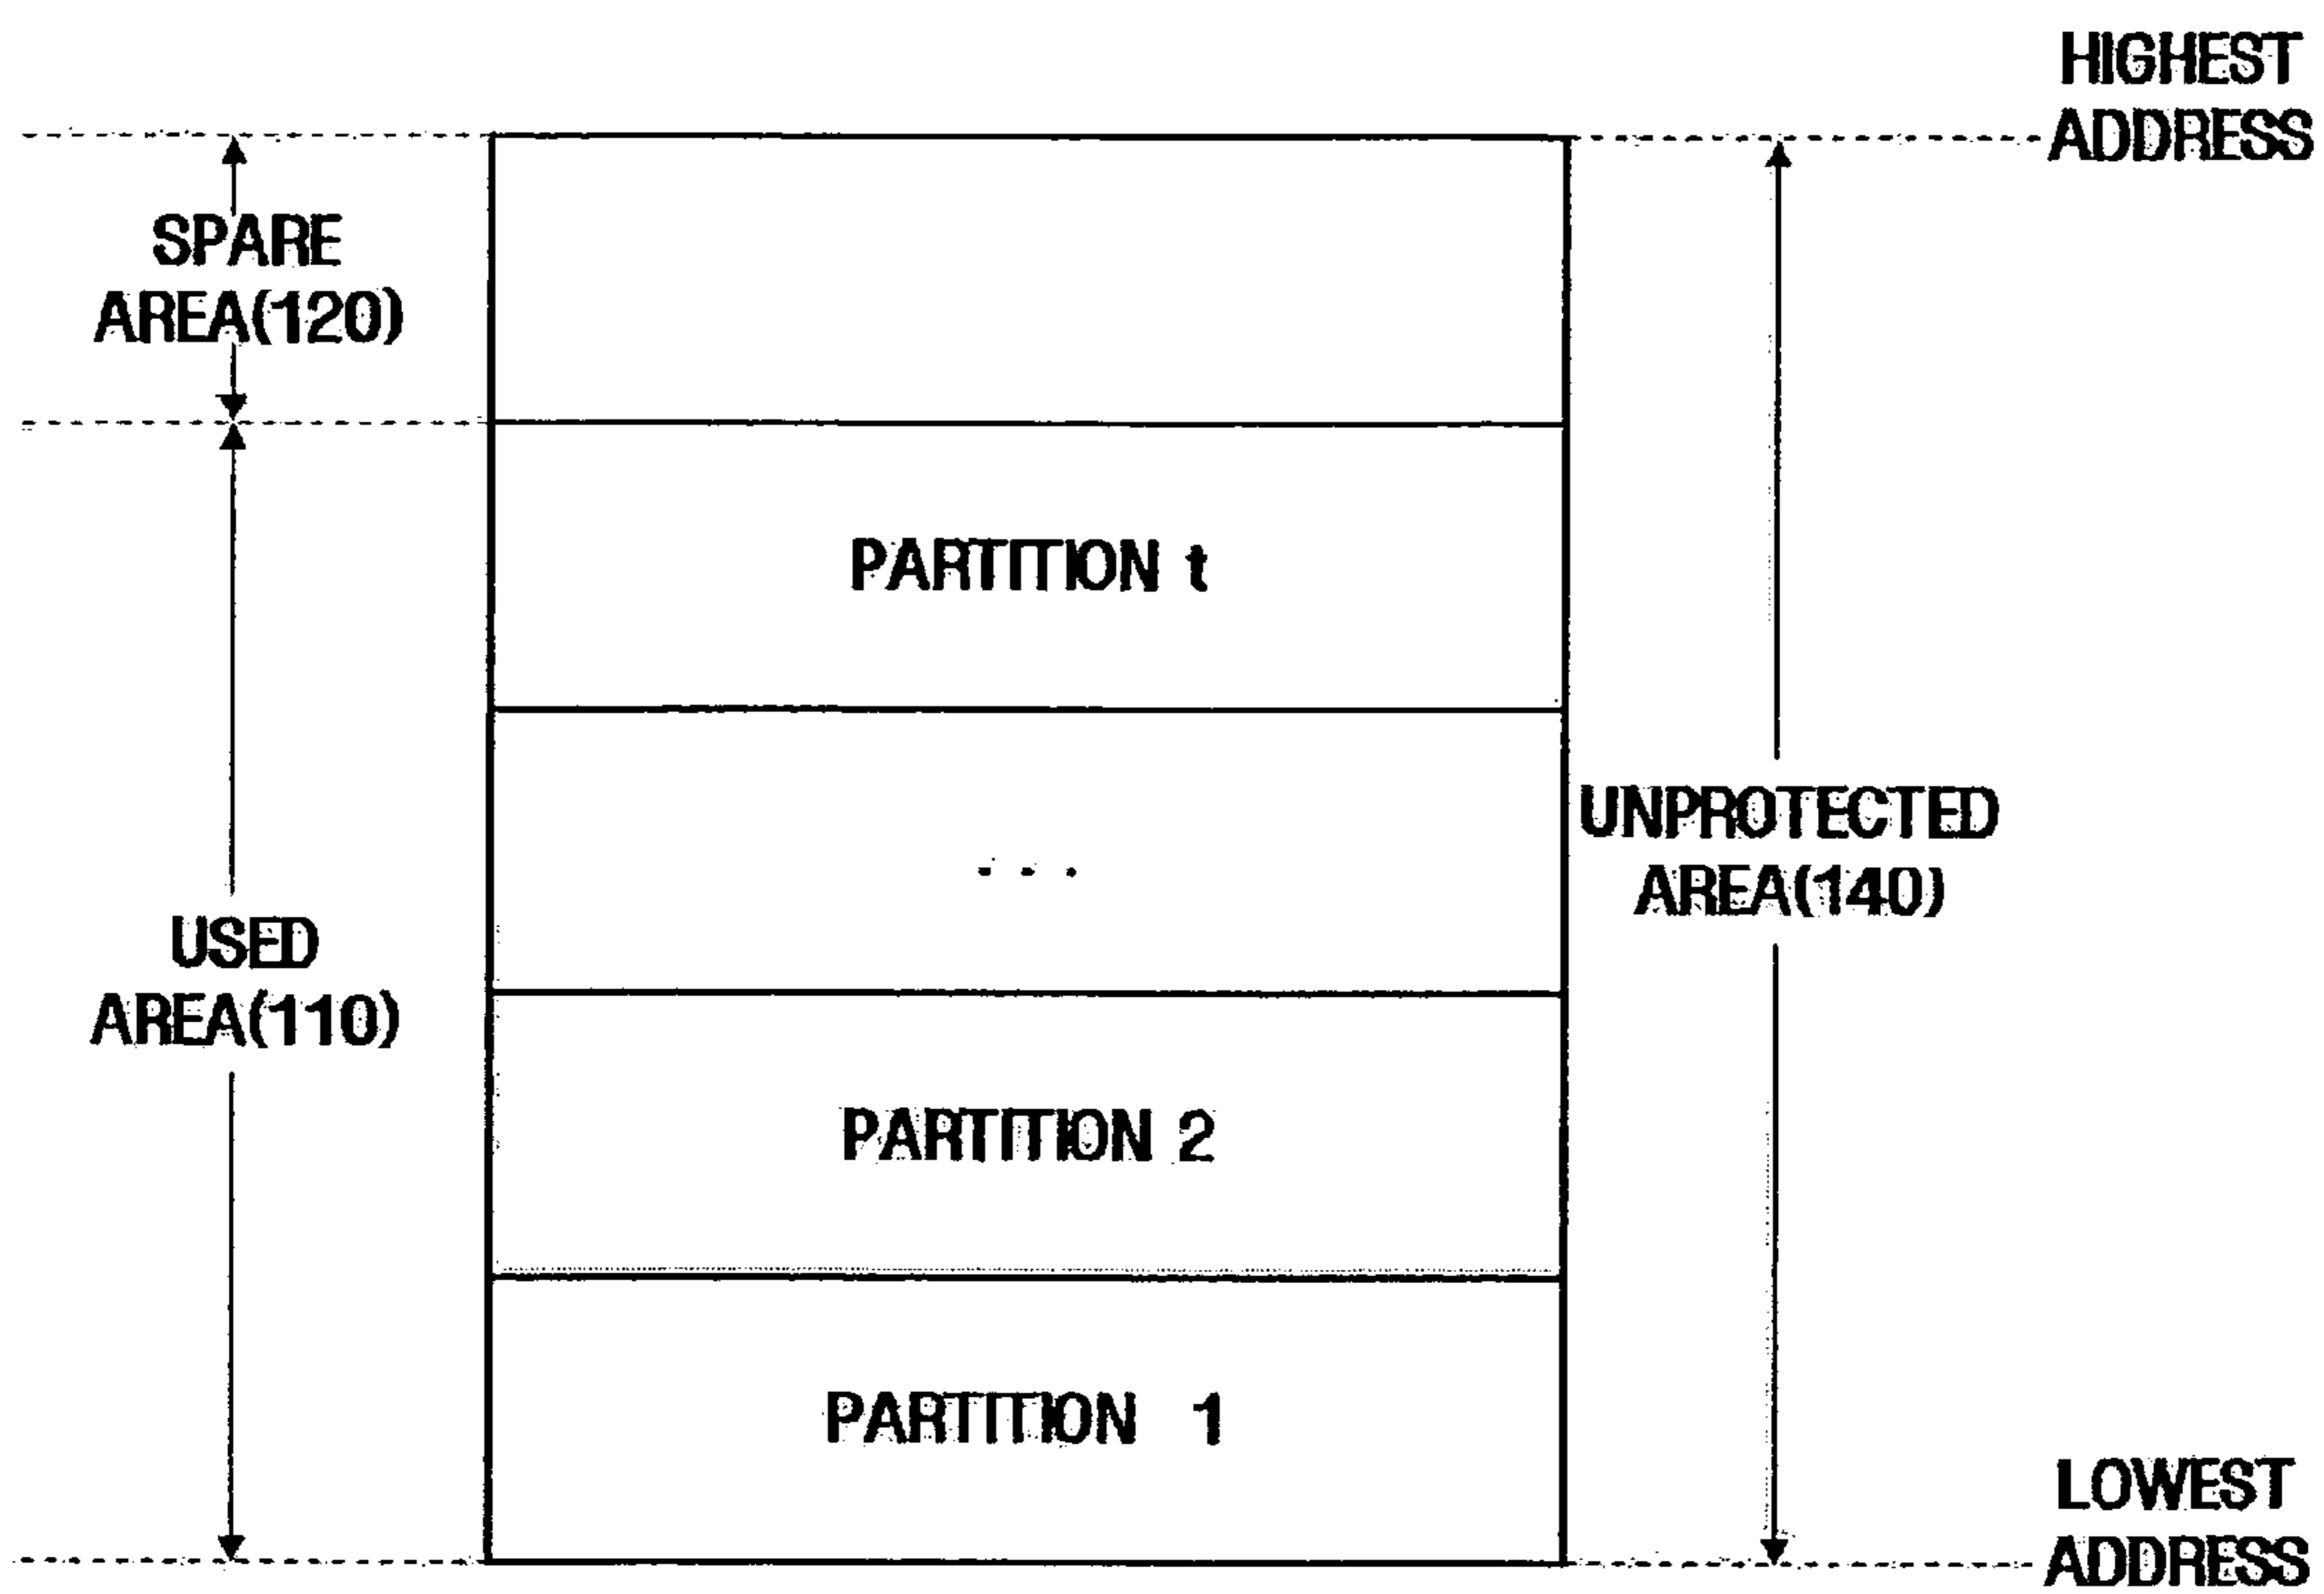 HIGHEST
ADDRESS
SPARE
AREA(120)
PARTITION t
UNPROTECTED
AREA(140)
. . .
USED
AREA(110)
PARTITION 2
PARTITION 1
LOWEST
ADDRESS